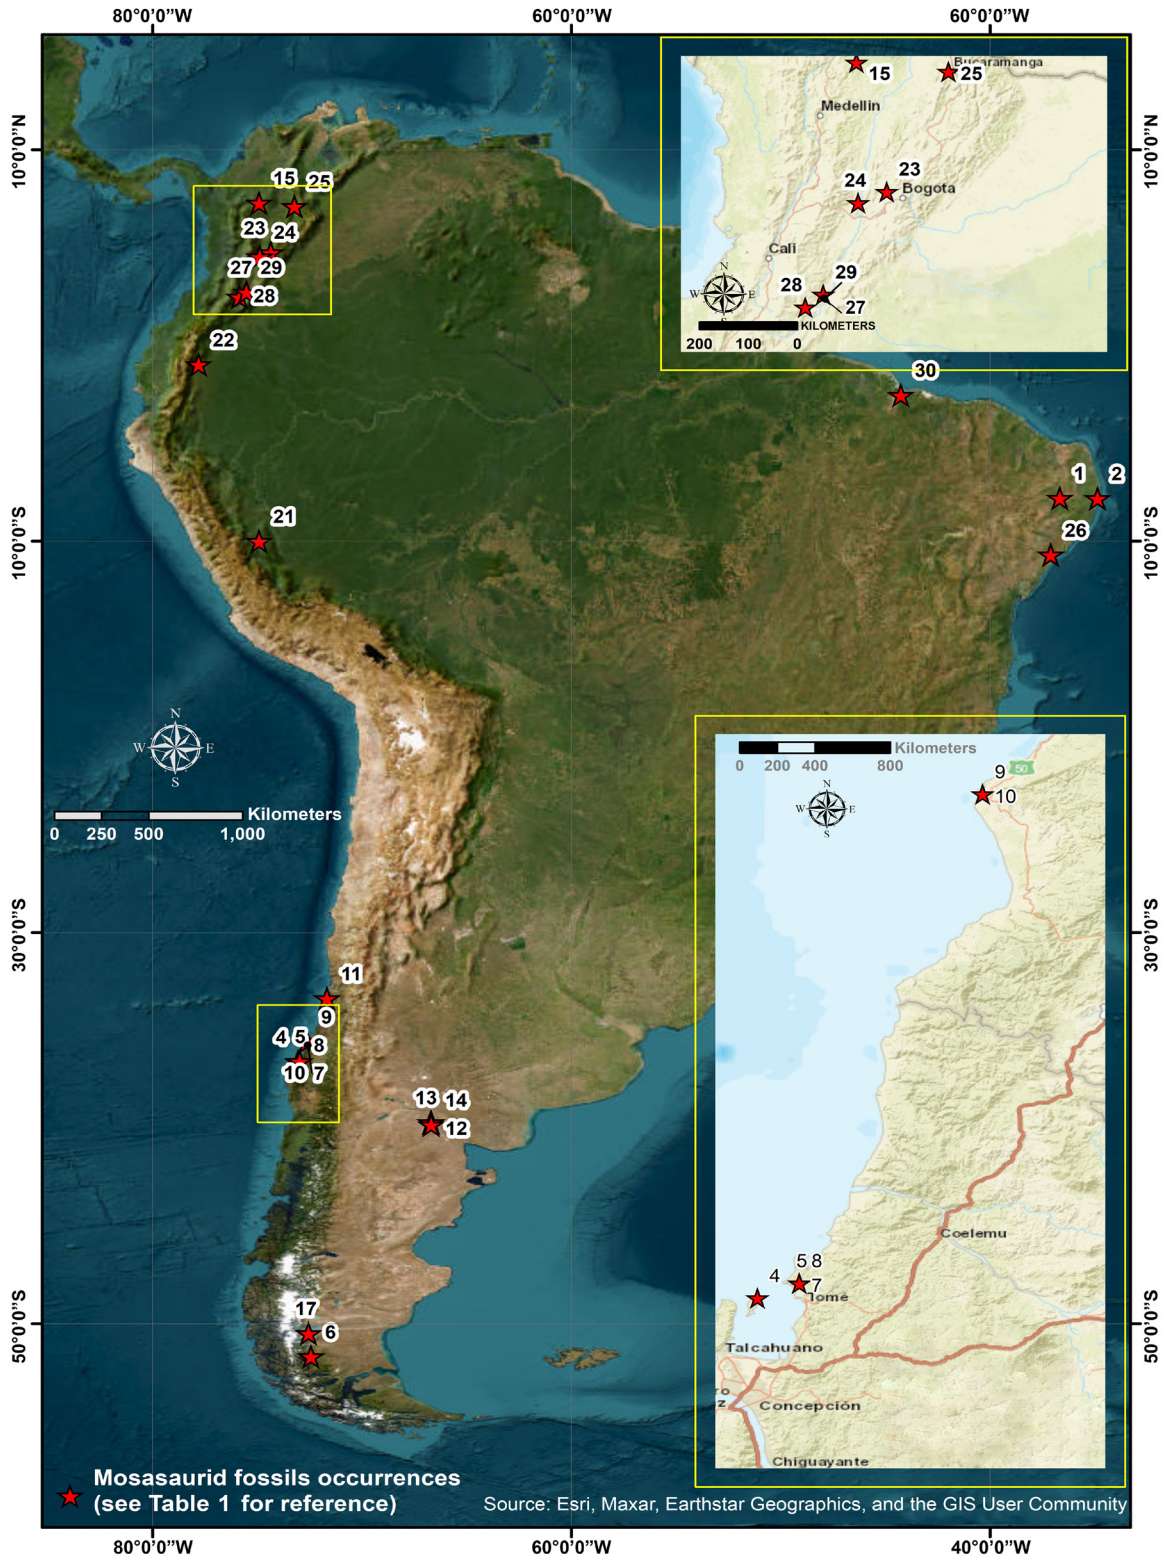 80°0'0"W 60°0'0"W 60°0'0"W
10°0'0"N
10°0'0"N
15
25
Bucaramanga
Medellin
23
24
Bogota
Cali
N
W E
S
28
29
27
KILOMETERS
200 100 0
15
25
23
24
27
29
28
22
30
1
2
21
26
10°0'0"S
10°0'0"S
N
W E
S
Kilometers
0 250 500 1,000
Kilometers
0 200 400 800
N
W E
S
9
50
10
30°0'0"S
30°0'0"S
11
9
4
5
8
10
7
13
14
12
Coelemu
5 8
4
7
Tomé
17
6
50°0'0"S
50°0'0"S
Talcahuano
Concepción
Chiguayante
Mosasaurid fossils occurrences
(see Table 1 for reference)
Source: Esri, Maxar, Earthstar Geographics, and the GIS User Community
80°0'0"W 60°0'0"W 40°0'0"W